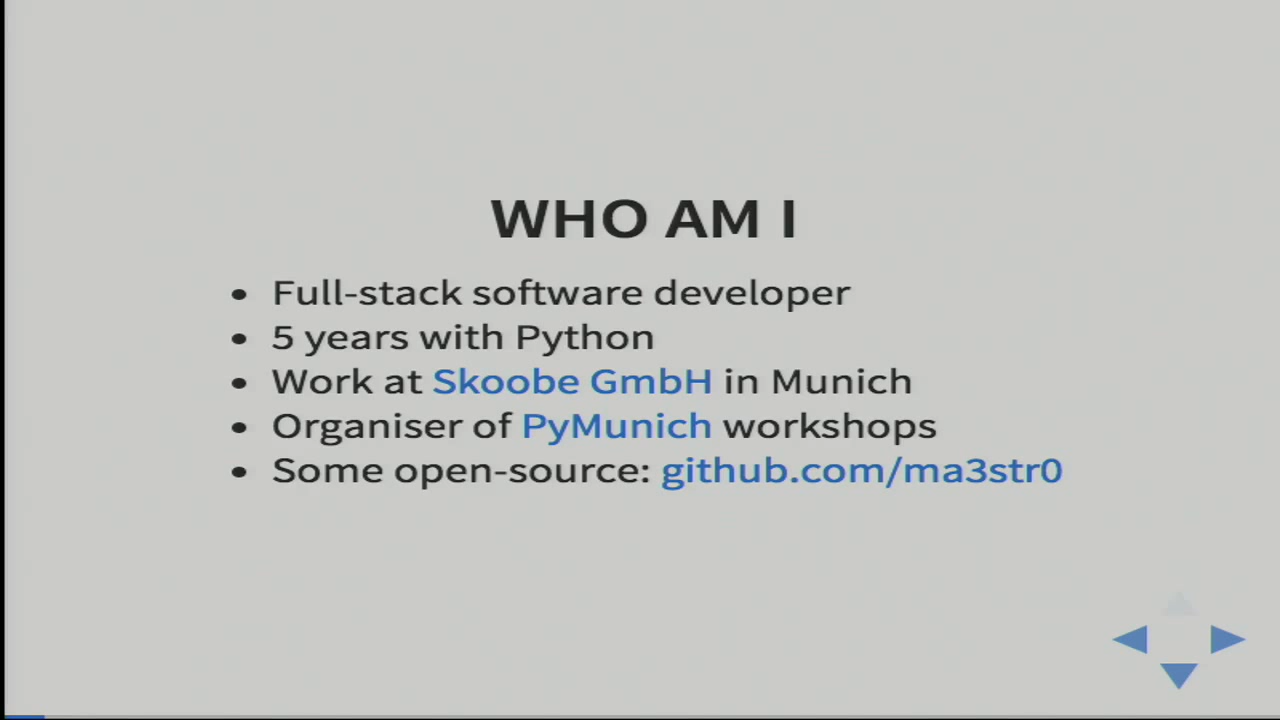 WHO AM I
Full-stack software developer
5 years with Python
Work at Skoobe GmbH in Munich
Organiser of PyMunich workshops
Some open-source: github.com/ma3str0